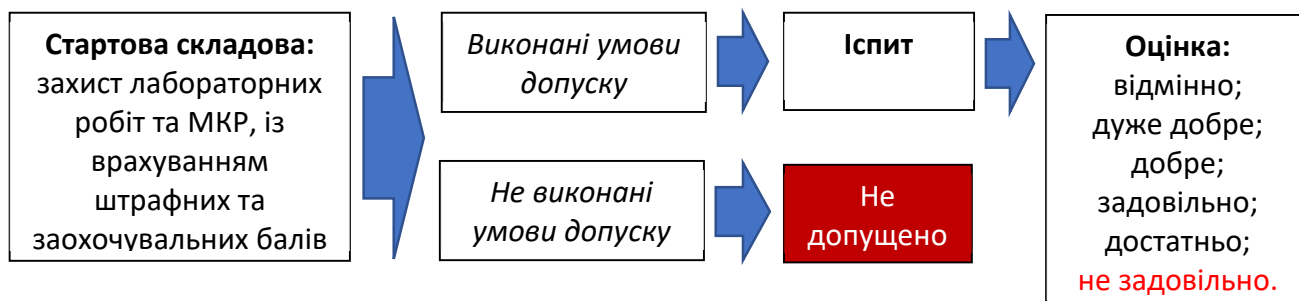 Стартова складова:
захист лабораторних
робіт та МКР, із
врахуванням
штрафних та
заохочувальних балів
Виконані умови
допуску
Іспит
Не виконані
умови допуску
Не
допущено
Оцінка:
відмінно;
дуже добре;
добре;
задовільно;
достатньо;
не задовільно.